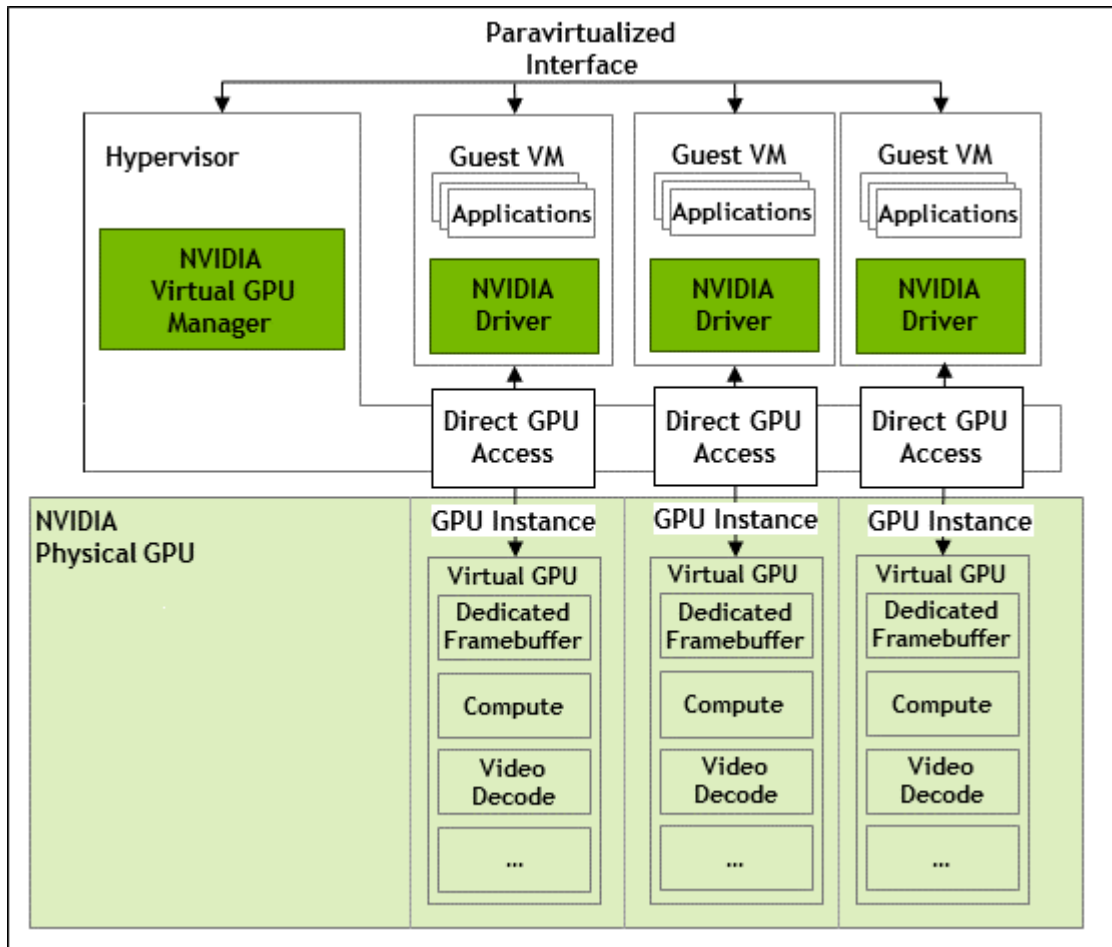 Paravirtualized
Interface
Hypervisor
NVIDIA
Virtual GPU
Manager
Guest VM
Applications
NVIDIA
Driver
Guest VM
Applications
NVIDIA
Driver
Guest VM
Applications
NVIDIA
Driver
Direct GPU
Access
Direct GPU
Access
Direct GPU
Access
NVIDIA
Physical GPU
GPU Instance
Virtual GPU
Dedicated
Framebuffer
Compute
Video
Decode
...
GPU Instance
Virtual GPU
Dedicated
Framebuffer
Compute
Video
Decode
...
GPU Instance
Virtual GPU
Dedicated
Framebuffer
Compute
Video
Decode
...